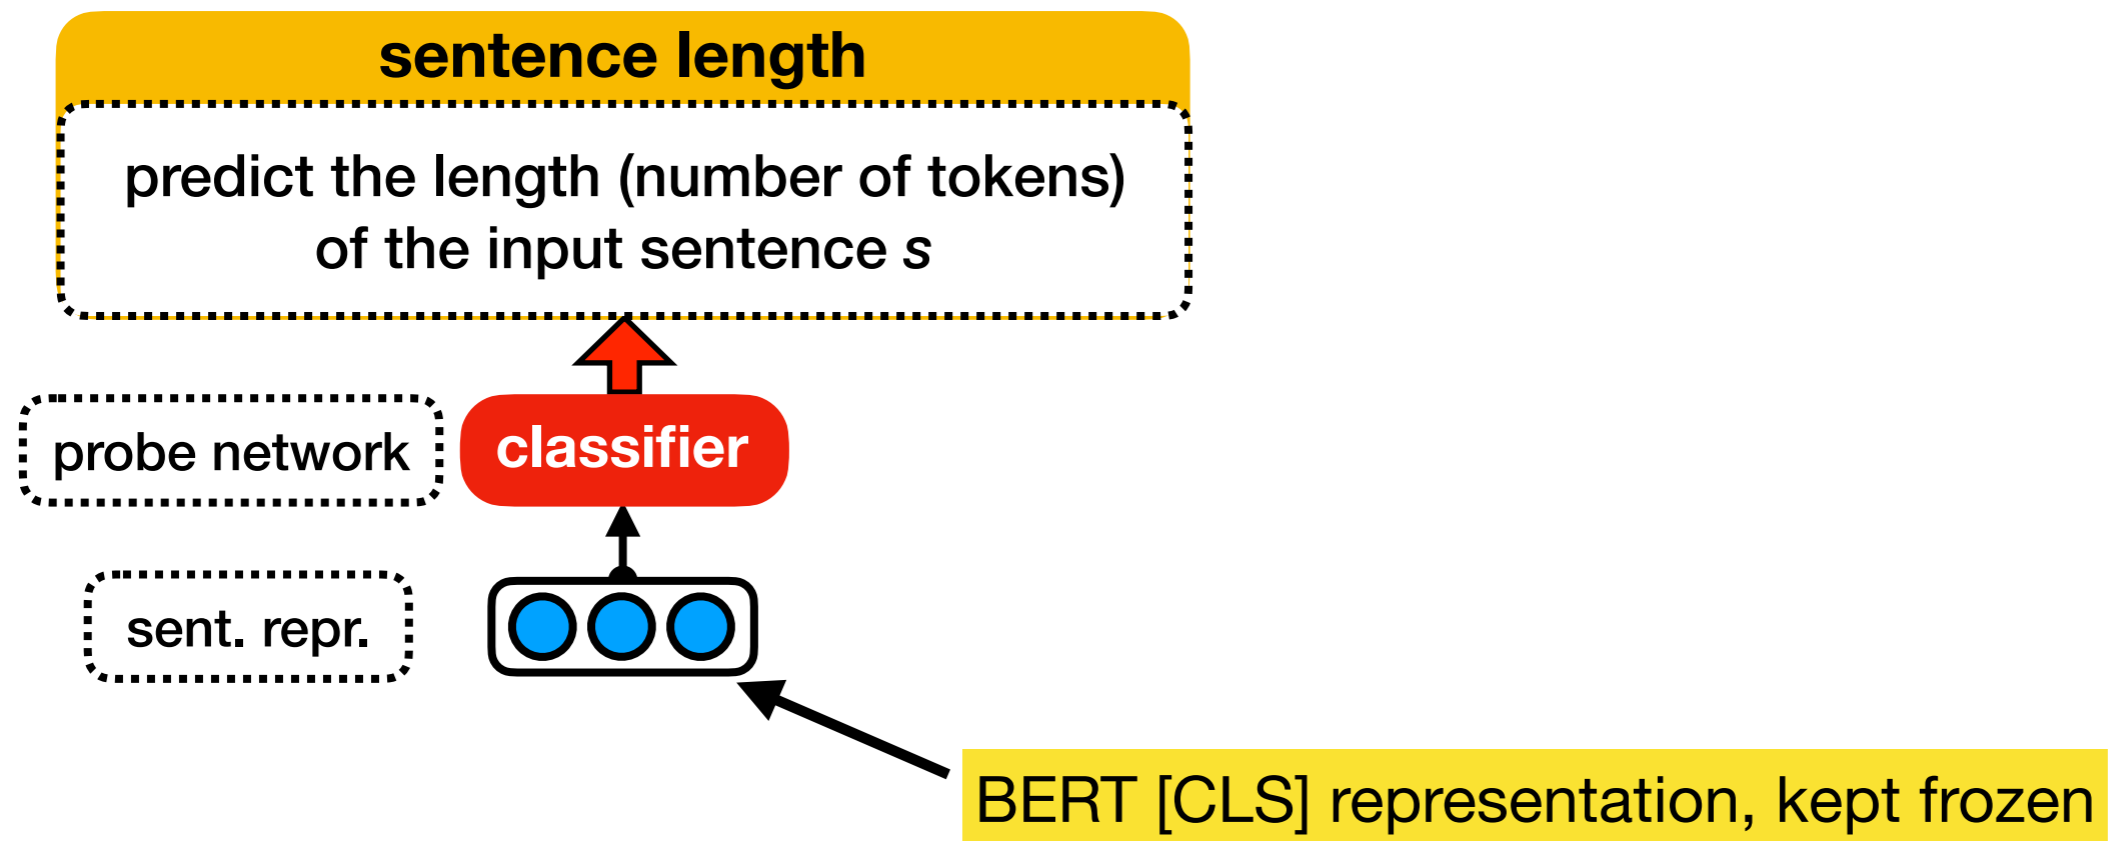 sentence length
predict the length (number of tokens)
of the input sentence s
probe network
classifier
sent. repr.
BERT [CLS] representation, kept frozen